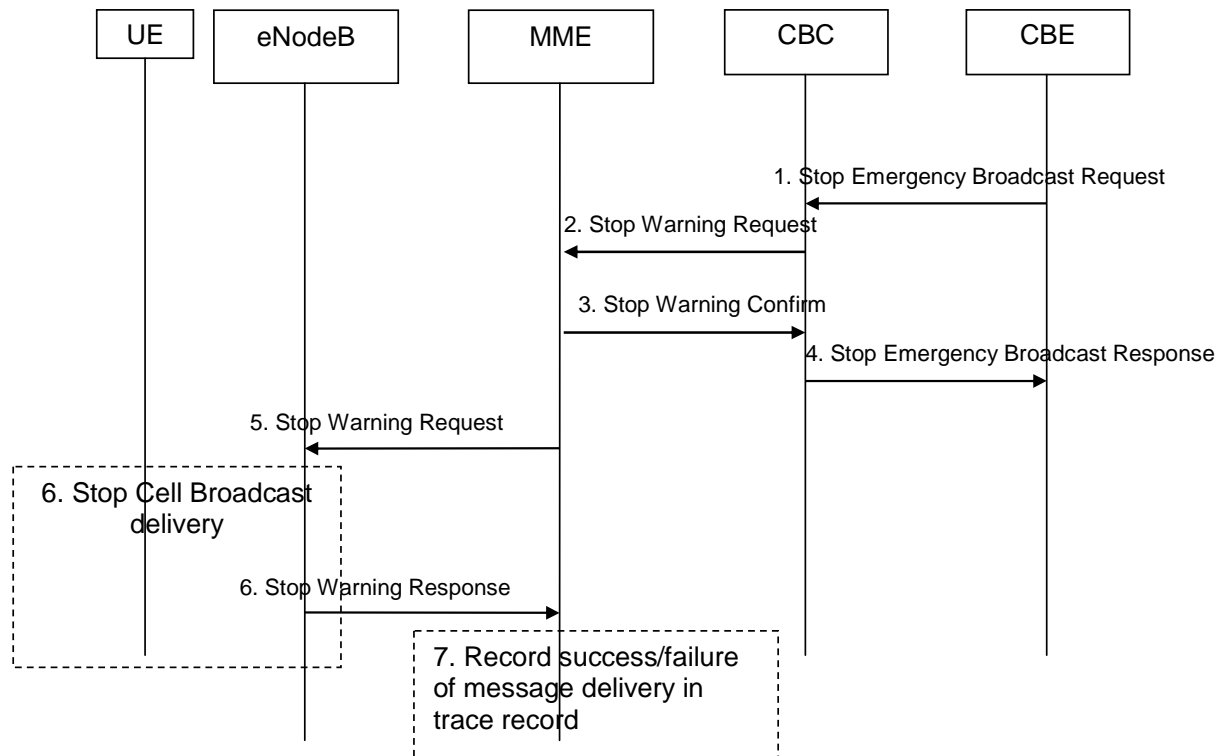 UE
eNodeB
MME
CBC
CBE
1. Stop Emergency Broadcast Request
2. Stop Warning Request
3. Stop Warning Confirm
4. Stop Emergency Broadcast Response
5. Stop Warning Request
6. Stop Cell Broadcast
delivery
6. Stop Warning Response
7. Record success/failure
of message delivery in
trace record